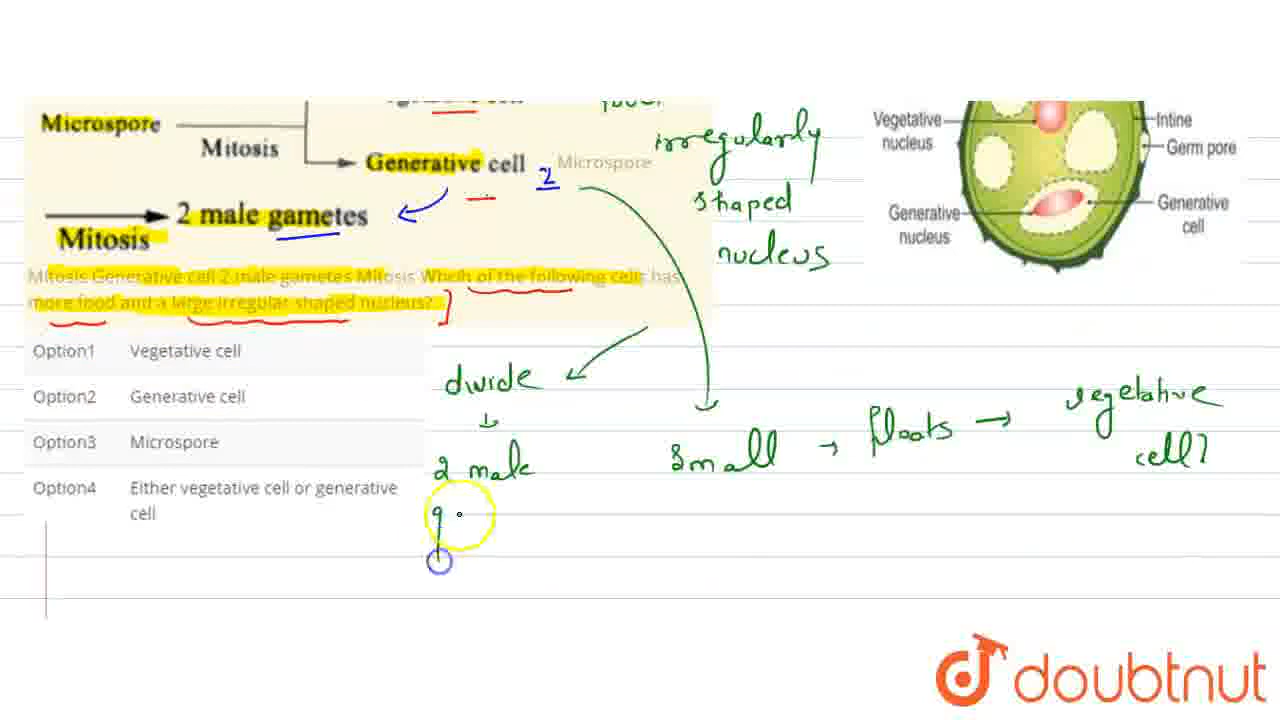 Microspore
Mitosis
Generative cell
2
Microspore
Mitosis
2 male gametes
Mitosis Generative cell 2 male gametes Mitosis Whcih of the following cells has
more food and a large irregular shaped nucleus?
Option1 Vegetative cell
Option2 Generative cell
Option3 Microspore
Option4 Either vegetative cell or generative
cell
irregularly
shaped
nucleus
Vegetative
nucleus
Intine
Germ pore
Generative
nucleus
Generative
cell
divide
2 male
g
small → floats → vegetative
cell
doubtnut